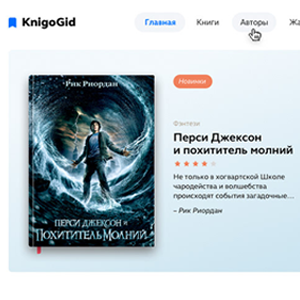 KnigoGid
Главная
Книги
Авторы
Жа
Рик Риордан
ПЕРСИ ДЖЕКСОН И
ПОХИТИТЕЛЬ МОЛНИЙ
Новинки
Фэнтези
Перси Джексон
и похититель молний
Не только в хогвартской Школе
чародейства и волшебства
происходят события загадочные...
– Рик Риордан